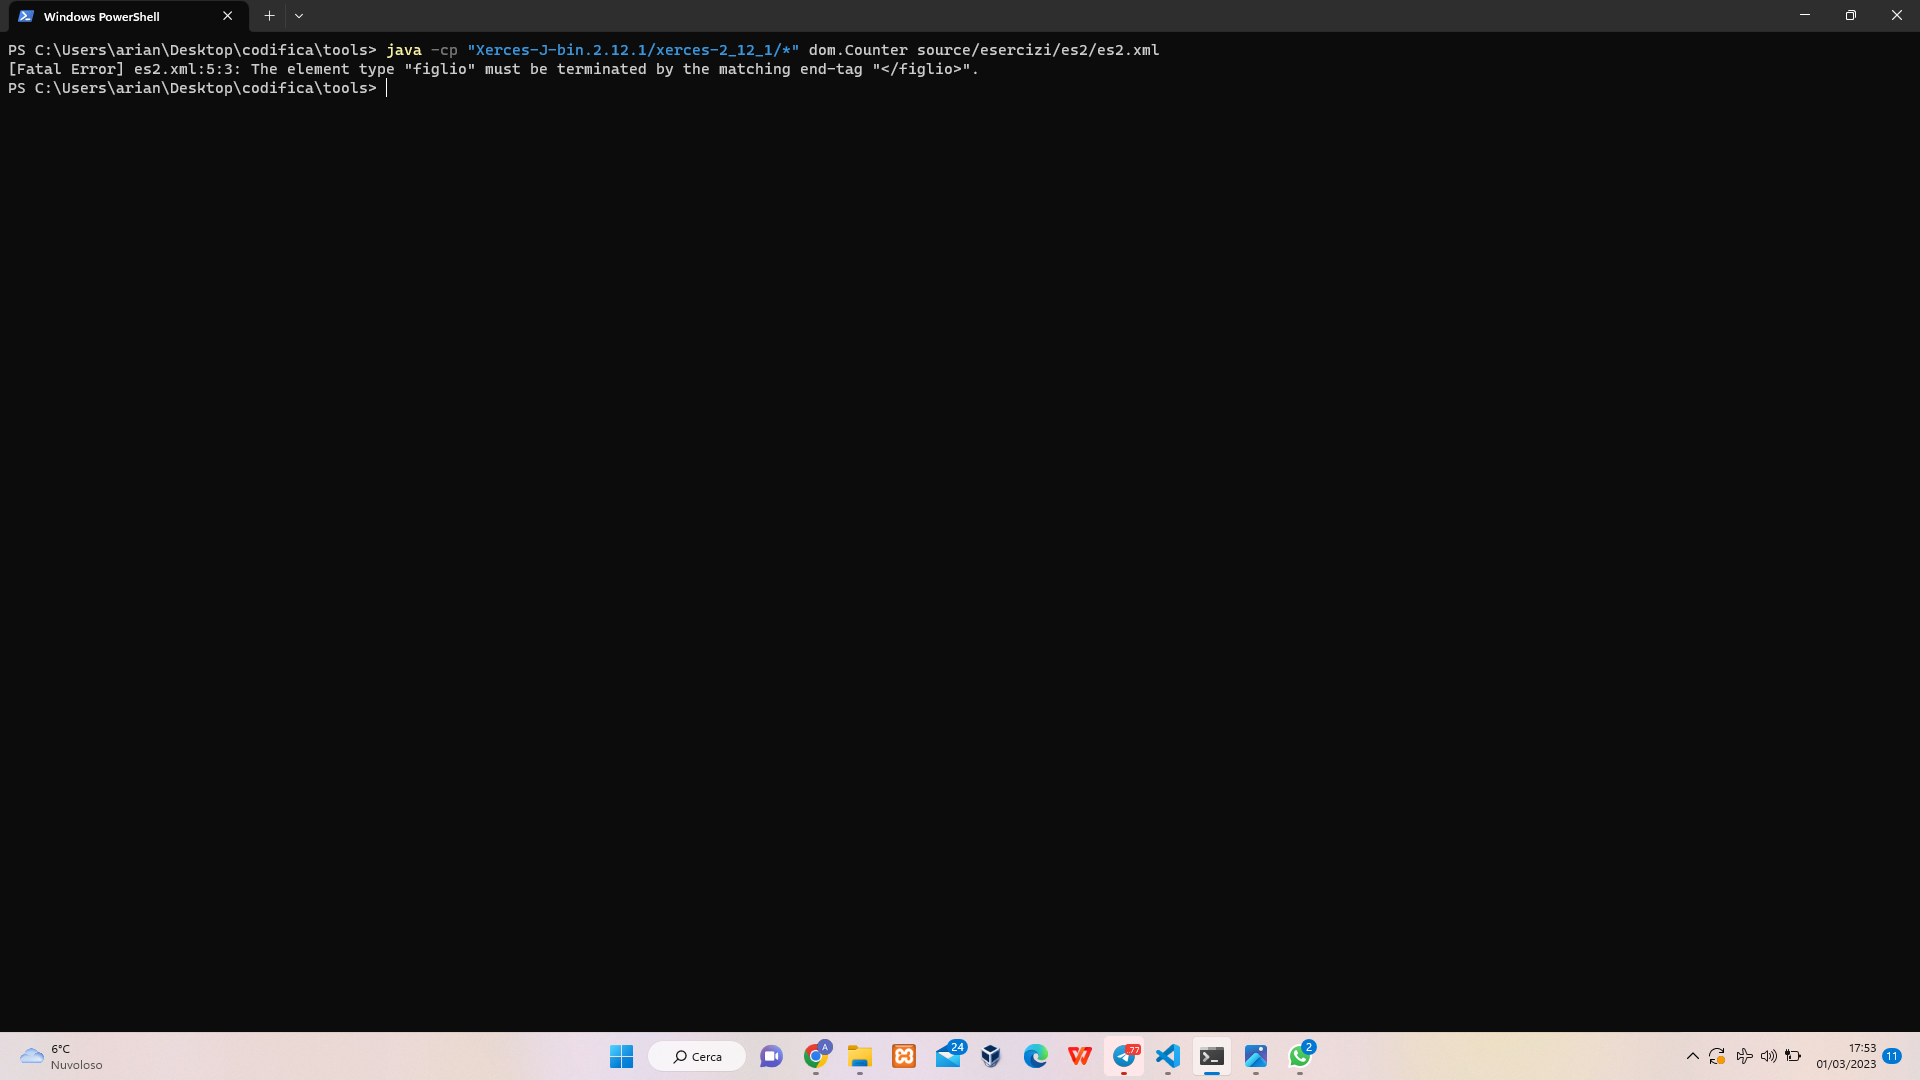 Windows PowerShell
PS C:\Users\arian\Desktop\codifica\tools> java -cp "Xerces-J-bin.2.12.1/xerces-2_12_1/*" dom.Counter source/esercizi/es2/es2.xml
[Fatal Error] es2.xml:5:3: The element type "figlio" must be terminated by the matching end-tag "</figlio>".
PS C:\Users\arian\Desktop\codifica\tools>
6°C
Nuvoloso
Cerca
A
24
77
2
17:53
01/03/2023
11